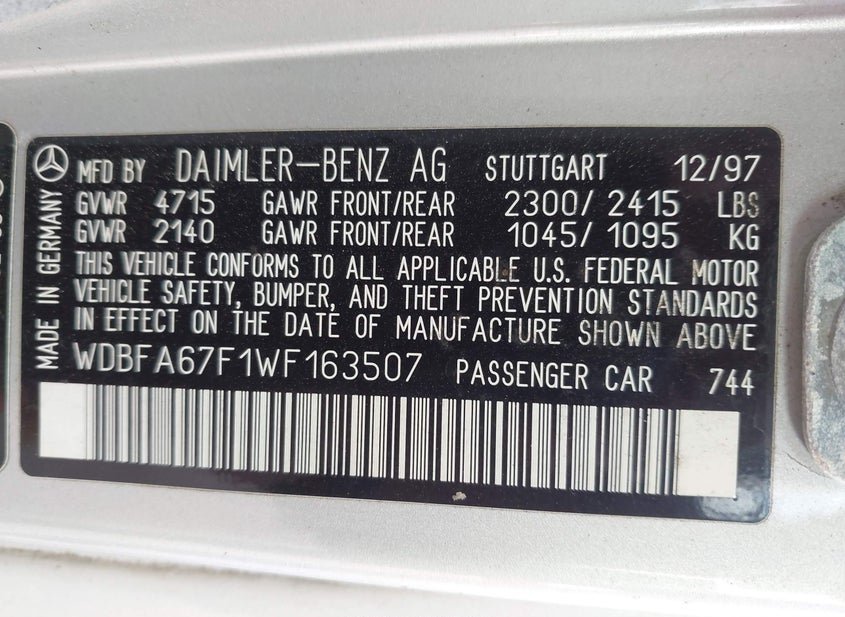 MADE IN GERMANY
MFD BY DAIMLER-BENZ AG STUTTGART 12/97
GVWR 4715 GAWR FRONT/REAR 2300/2415 LBS
GVWR 2140 GAWR FRONT/REAR 1045/1095 KG
THIS VEHICLE CONFORMS TO ALL APPLICABLE U.S. FEDERAL MOTOR
VEHICLE SAFETY, BUMPER, AND THEFT PREVENTION STANDARDS
IN EFFECT ON THE DATE OF MANUFACTURE SHOWN ABOVE
WDBFA67F1WF163507 PASSENGER CAR 744